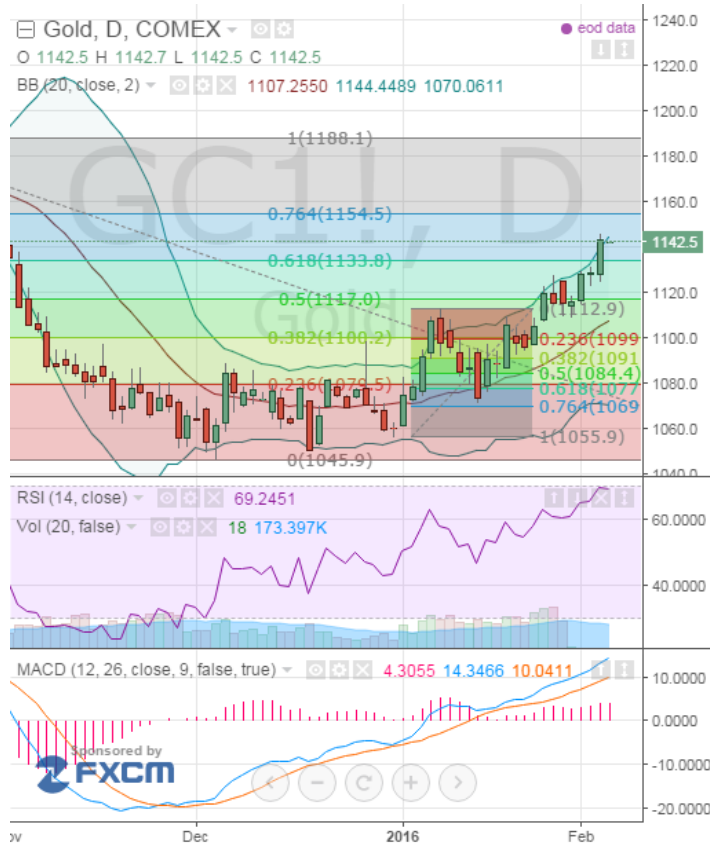 Gold, D, COMEX
eod data
O 1142.5 H 1142.7 L 1142.5 C 1142.5
BB (20, close, 2) 1107.2550 1144.4489 1070.0611
GC1!, D
Gold
1(1188.1)
0.764(1154.5)
0.618(1133.8)
0.5(1117.0)
0.382(1100.2)
0.236(1079.5)
0(1045.9)
0(1112.9)
0.236(1099
0.382(1091
0.5(1084.4)
0.618(1077
0.764(1069
1(1055.9)
1240.0
1220.0
1200.0
1180.0
1160.0
1142.5
1120.0
1100.0
1080.0
1060.0
1040.0
RSI (14, close) 69.2451
Vol (20, false) 18 173.397K
60.0000
40.0000
MACD (12, 26, close, 9, false, true) 4.3055 14.3466 10.0411
10.0000
0.0000
-10.0000
-20.0000
Sponsored by
FXCM
ov Dec 2016 Feb